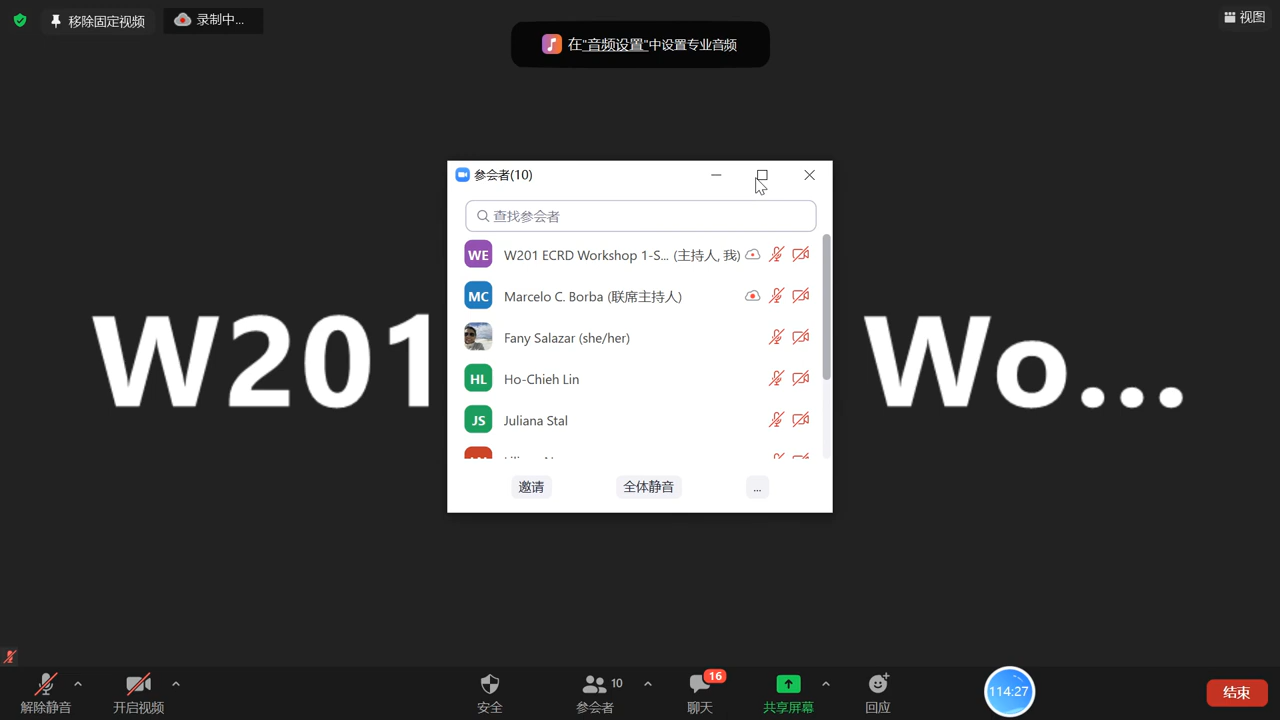 移除固定视频
录制中...
视图
在"音频设置"中设置专业音频
参会者(10)
查找参会者
WE W201 ECRD Workshop 1-S... (主持人, 我)
MC Marcelo C. Borba (联席主持人)
Fany Salazar (she/her)
HL Ho-Chieh Lin
JS Juliana Stal
邀请 全体静音 ...
W201 Wo...
解除静音
开启视频
安全
参会者 10
聊天 16
共享屏幕
回应
114:27
结束